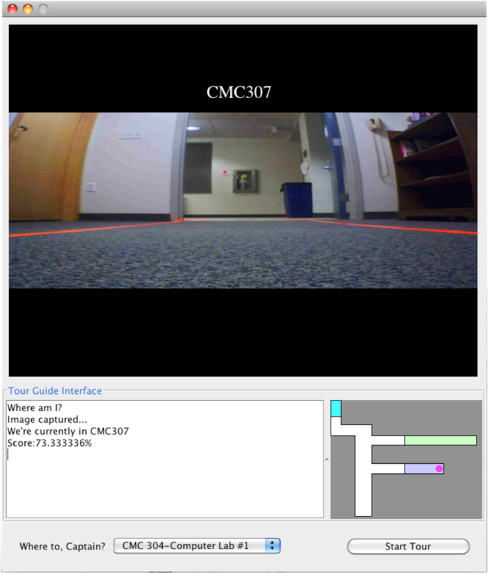 CMC307
Tour Guide Interface
Where am I?
Image captured...
We're currently in CMC307
Score:73.333336%
Where to, Captain? CMC 304-Computer Lab #1 Start Tour